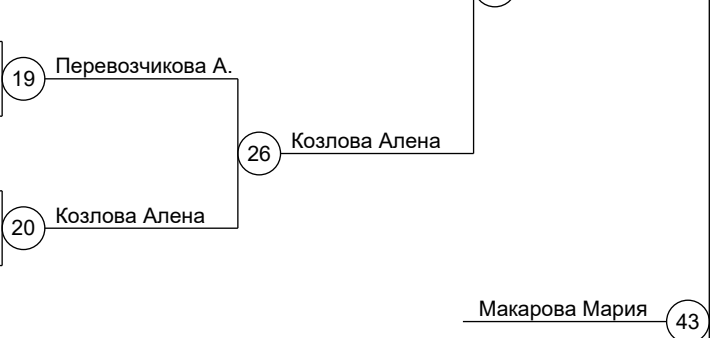 19 Перевозчикова А.
26 Козлова Алена
20 Козлова Алена
Макарова Мария 43